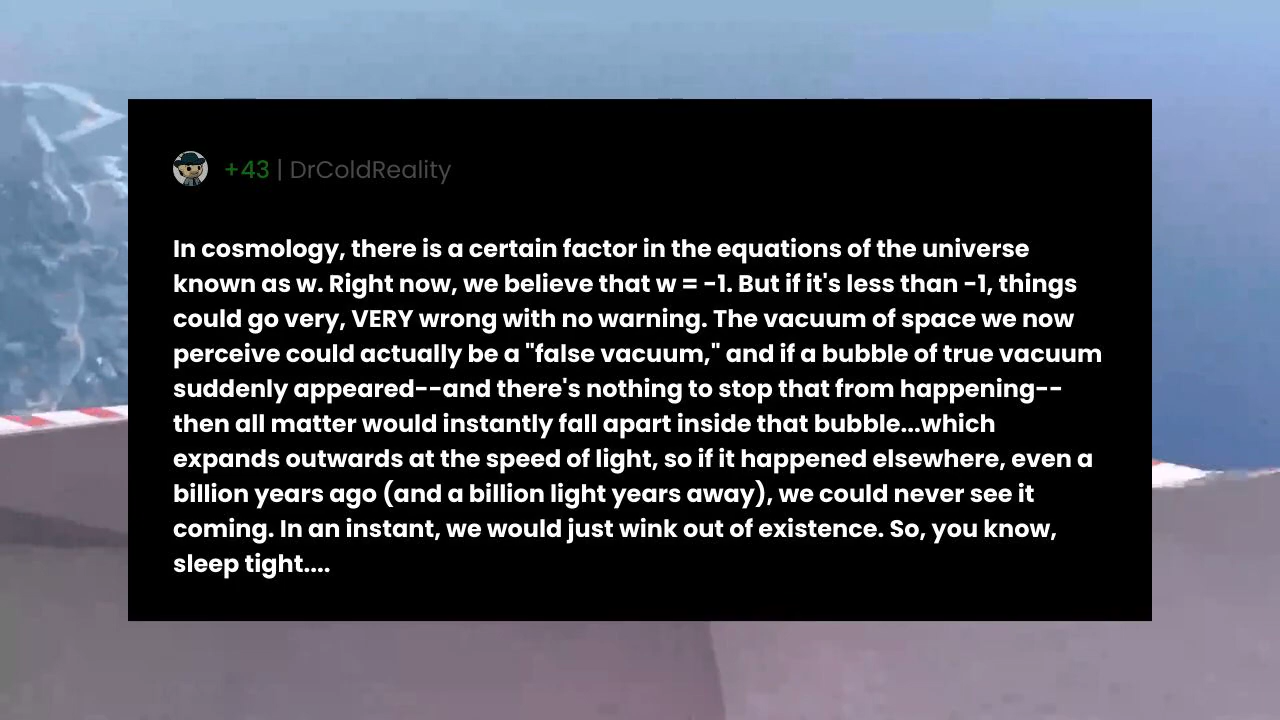 +43 | DrColdReality
In cosmology, there is a certain factor in the equations of the universe
known as w. Right now, we believe that w = -1. But if it's less than -1, things
could go very, VERY wrong with no warning. The vacuum of space we now
perceive could actually be a "false vacuum," and if a bubble of true vacuum
suddenly appeared--and there's nothing to stop that from happening--
then all matter would instantly fall apart inside that bubble...which
expands outwards at the speed of light, so if it happened elsewhere, even a
billion years ago (and a billion light years away), we could never see it
coming. In an instant, we would just wink out of existence. So, you know,
sleep tight....